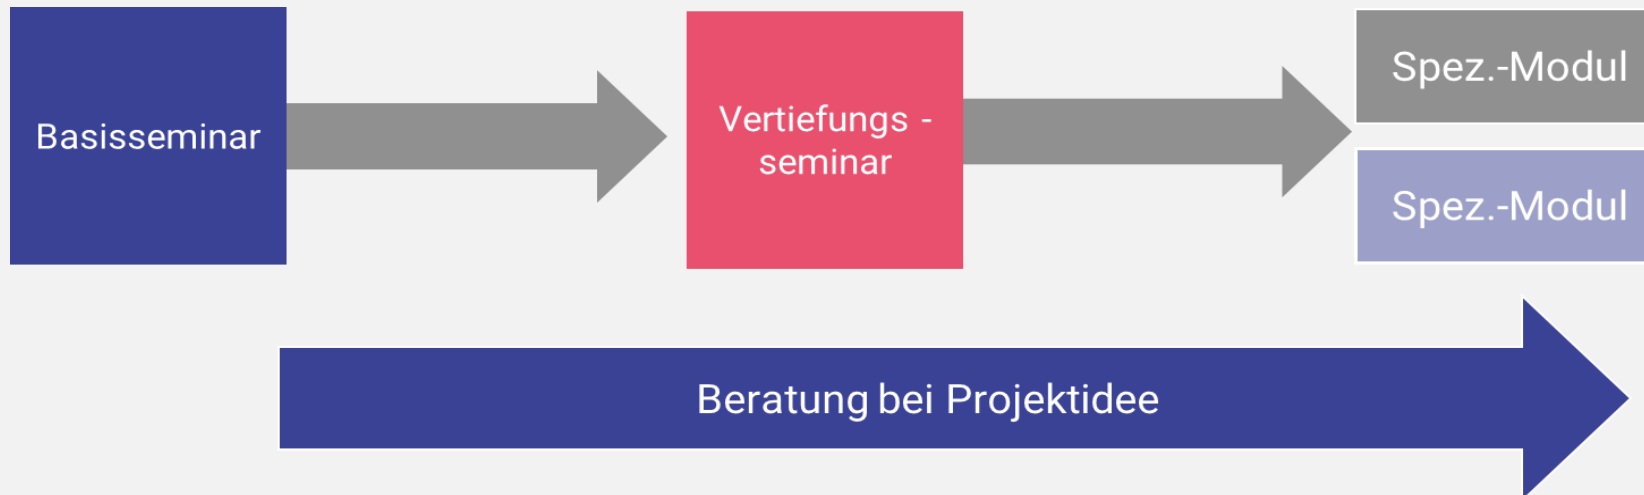 Basisseminar
Vertiefungs -
seminar
Spez.-Modul
Spez.-Modul
Beratung bei Projektidee